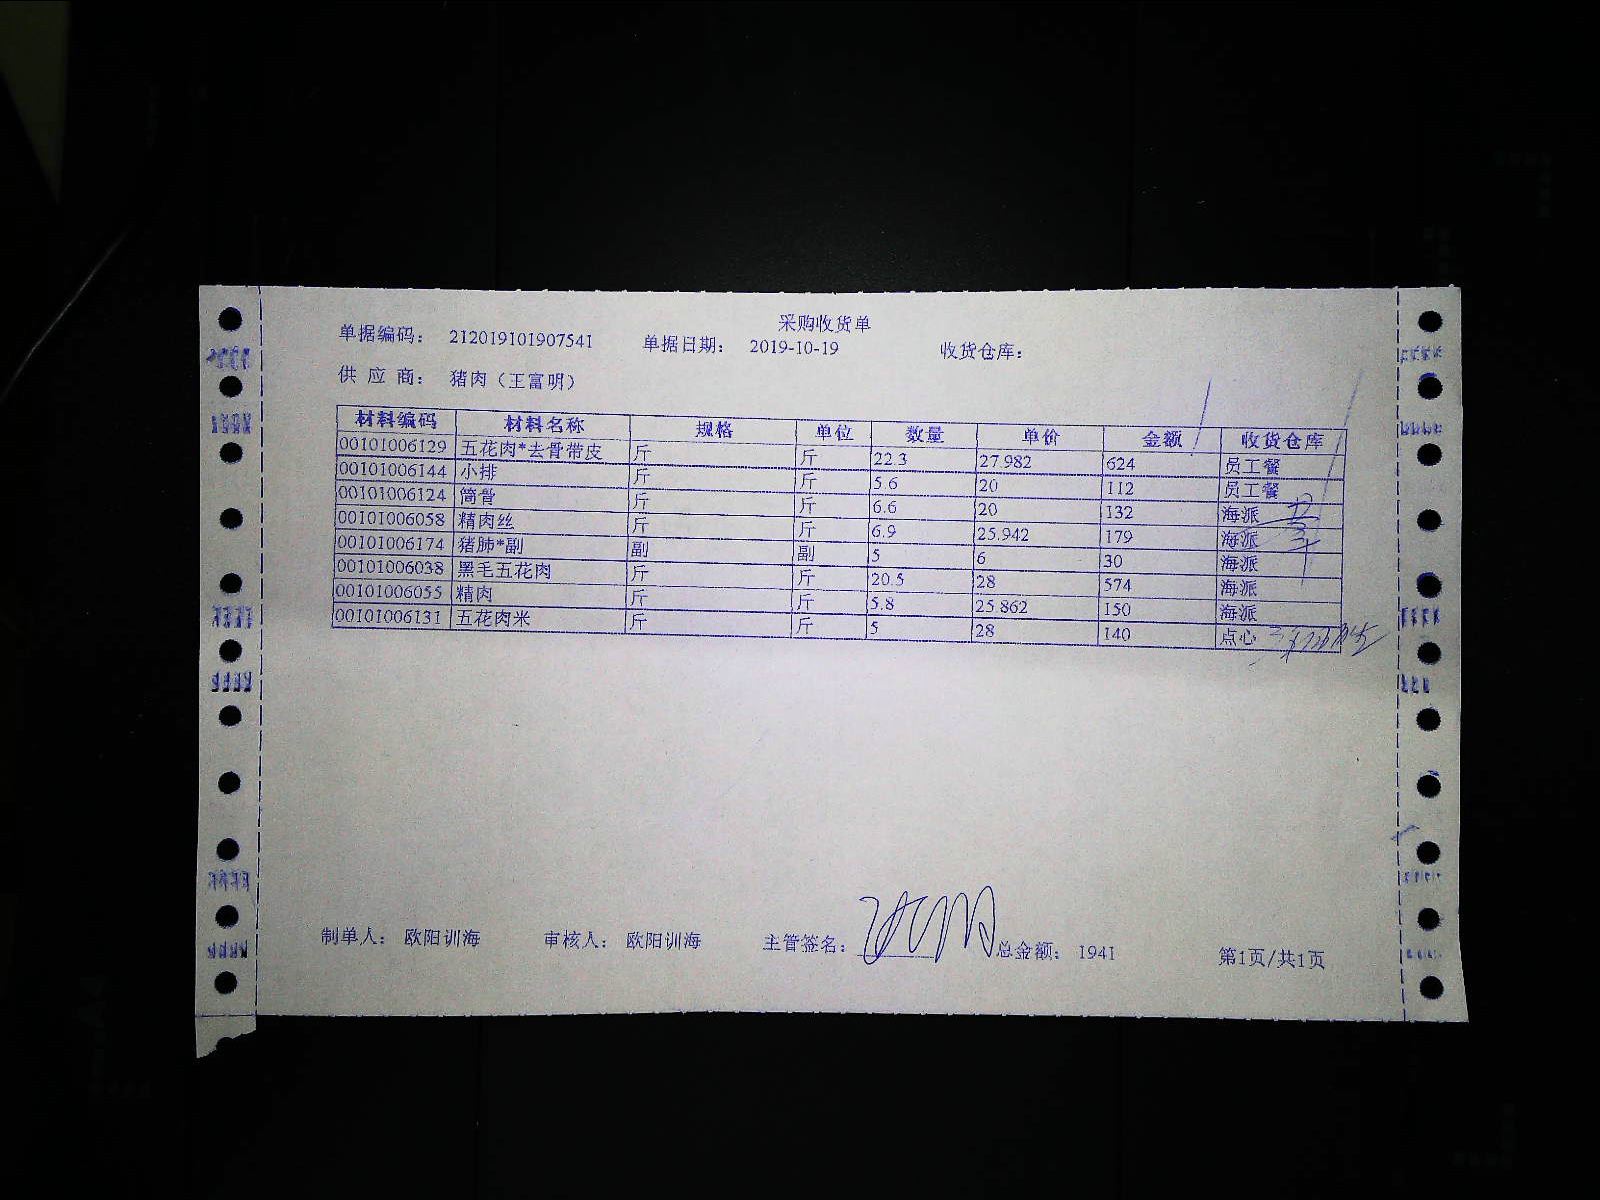 采购收货单
单据编码： 212019101907541 单据日期： 2019-10-19 收货仓库：
供 应 商： 猪肉（王富明）
材料编码 材料名称 规格 单位 数量 单价 金额 收货仓库
00101006129 五花肉*去骨带皮 斤 斤 22.3 27.982 624 员工餐
00101006144 小排 斤 斤 5.6 20 112 员工餐
00101006124 筒骨 斤 斤 6.6 20 132 海派
00101006058 精肉丝 斤 斤 6.9 25.942 179 海派
00101006174 猪肺*副 副 副 5 6 30 海派
00101006038 黑毛五花肉 斤 斤 20.5 28 574 海派
00101006055 精肉 斤 斤 5.8 25.862 150 海派
00101006131 五花肉米 斤 斤 5 28 140 点心
制单人： 欧阳训海 审核人： 欧阳训海 主管签名： 总金额： 1941 第1页/共1页